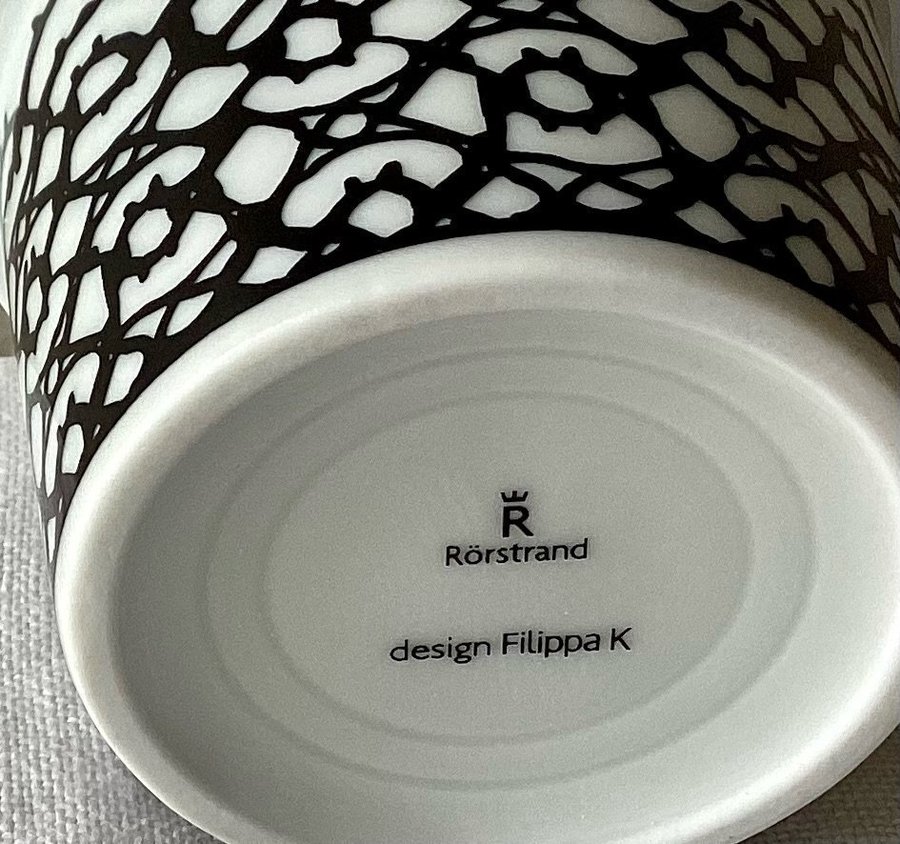 R
Rörstrand
design Filippa K